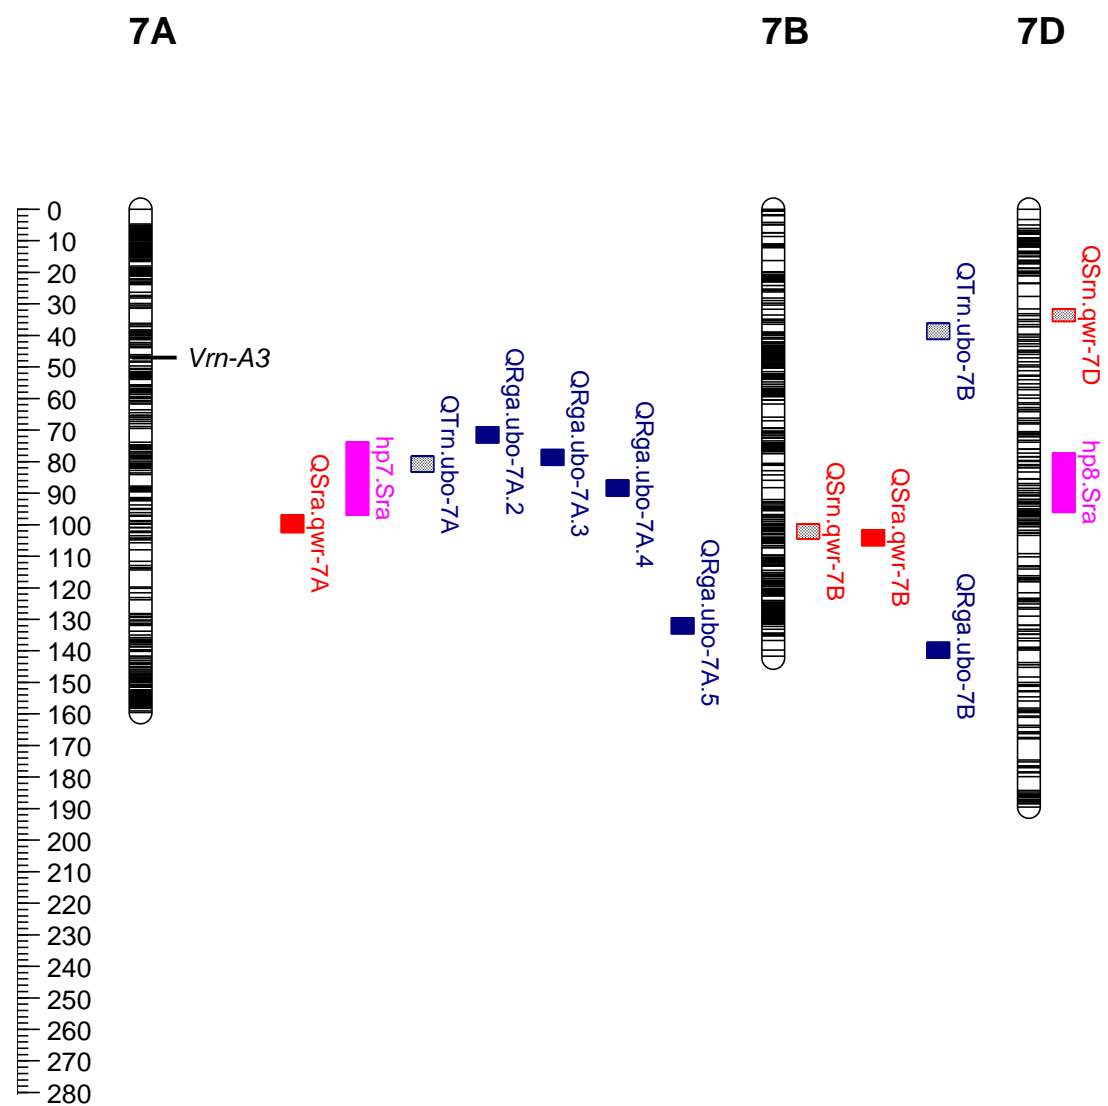 7A
7B
7D
0
10
20
30
40
50
60
70
80
90
100
110
120
130
140
150
160
170
180
190
200
210
220
230
240
250
260
270
280
Vrn-A3
QSra.qwr-7A
hp7.Sra
QTrn.ubo-7A
QRga.ubo-7A.2
QRga.ubo-7A.3
QRga.ubo-7A.4
QRga.ubo-7A.5
QSrn.qwr-7B
QSra.qwr-7B
QTrn.ubo-7B
QRga.ubo-7B
QSrn.qwr-7D
hp8.Sra